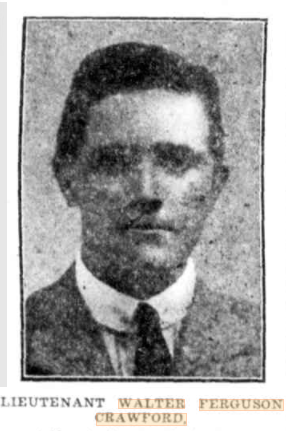 LIEUTENANT WALTER FERGUSON
CRAWFORD,